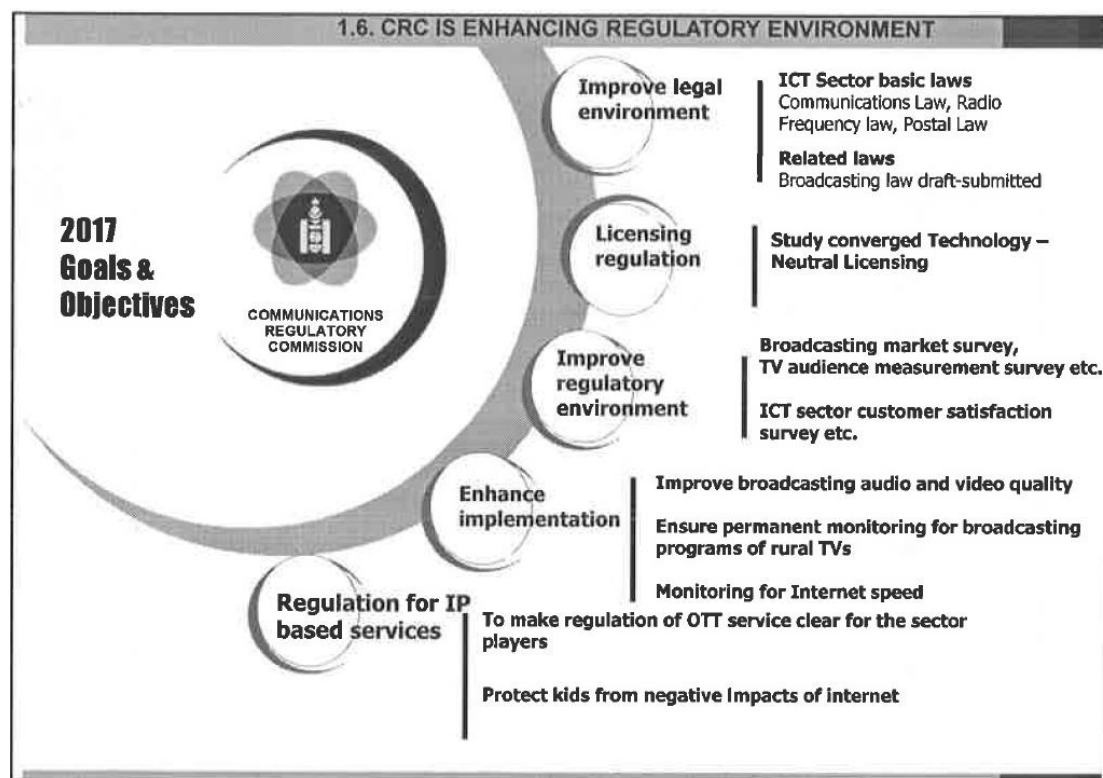 1.6. CRC IS ENHANCING REGULATORY ENVIRONMENT
2017
Goals &
Objectives
COMMUNICATIONS
REGULATORY
COMMISSION
Improve legal
environment
ICT Sector basic laws
Communications Law, Radio
Frequency law, Postal Law
Related laws
Broadcasting law draft-submitted
Licensing
regulation
Study converged Technology –
Neutral Licensing
Improve
regulatory
environment
Broadcasting market survey,
TV audience measurement survey etc.
ICT sector customer satisfaction
survey etc.
Enhance
implementation
Improve broadcasting audio and video quality
Ensure permanent monitoring for broadcasting
programs of rural TVs
Monitoring for Internet speed
Regulation for IP
based services
To make regulation of OTT service clear for the sector
players
Protect kids from negative impacts of internet